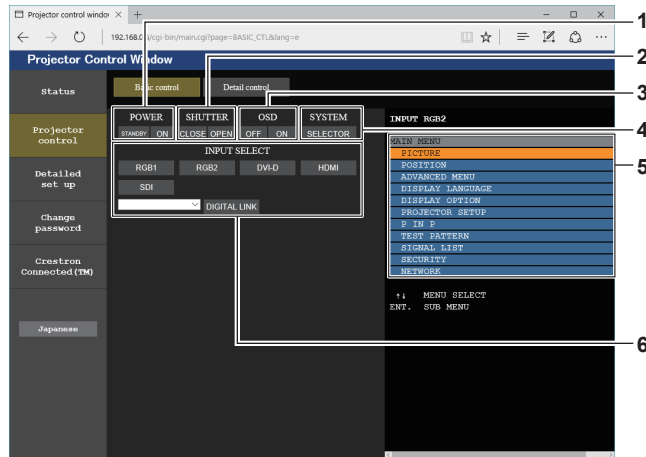 Projector control windo
192.168.0.8/cgi-bin/main.cgi?page=BASIC_CTL&lang=e
Projector Control Window
Status
Projector control
Detailed set up
Change password
Crestron Connected(TM)
Japanese
Basic control
Detail control
POWER
STANDBY ON
SHUTTER
CLOSE OPEN
OSD
OFF ON
SYSTEM
SELECTOR
INPUT SELECT
RGB1 RGB2 DVI-D HDMI
SDI
DIGITAL LINK
INPUT RGB2
MAIN MENU
PICTURE
POSITION
ADVANCED MENU
DISPLAY LANGUAGE
DISPLAY OPTION
PROJECTOR SETUP
P IN P
TEST PATTERN
SIGNAL LIST
SECURITY
NETWORK
↑↓ MENU SELECT
ENT. SUB MENU
1
2
3
4
5
6